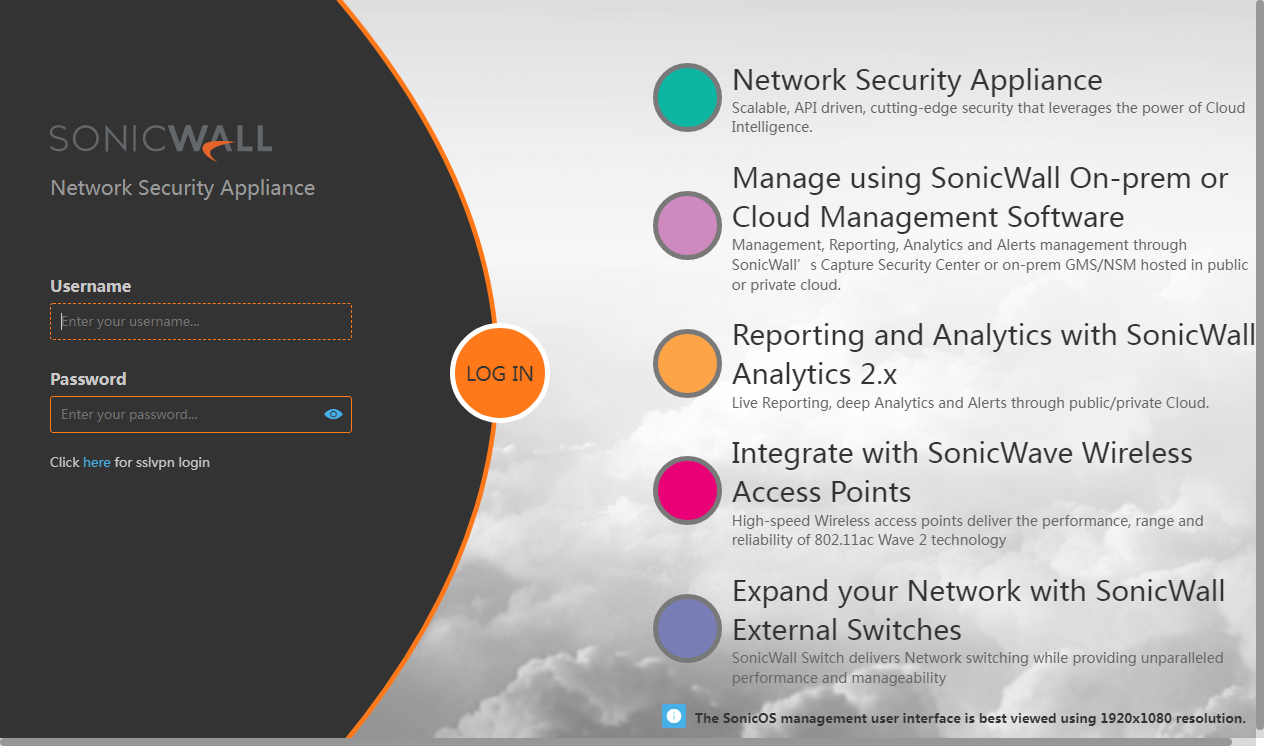 SONICWALL
Network Security Appliance
Username
Enter your username...
Password
Enter your password...
Click here for sslvpn login
LOG IN
Network Security Appliance
Scalable, API driven, cutting-edge security that leverages the power of Cloud
Intelligence.
Manage using SonicWall On-prem or
Cloud Management Software
Management, Reporting, Analytics and Alerts management through
SonicWall’s Capture Security Center or on-prem GMS/NSM hosted in public
or private cloud.
Reporting and Analytics with SonicWall
Analytics 2.x
Live Reporting, deep Analytics and Alerts through public/private Cloud.
Integrate with SonicWave Wireless
Access Points
High-speed Wireless access points deliver the performance, range and
reliability of 802.11ac Wave 2 technology
Expand your Network with SonicWall
External Switches
SonicWall Switch delivers Network switching while providing unparalleled
performance and manageability
The SonicOS management user interface is best viewed using 1920x1080 resolution.